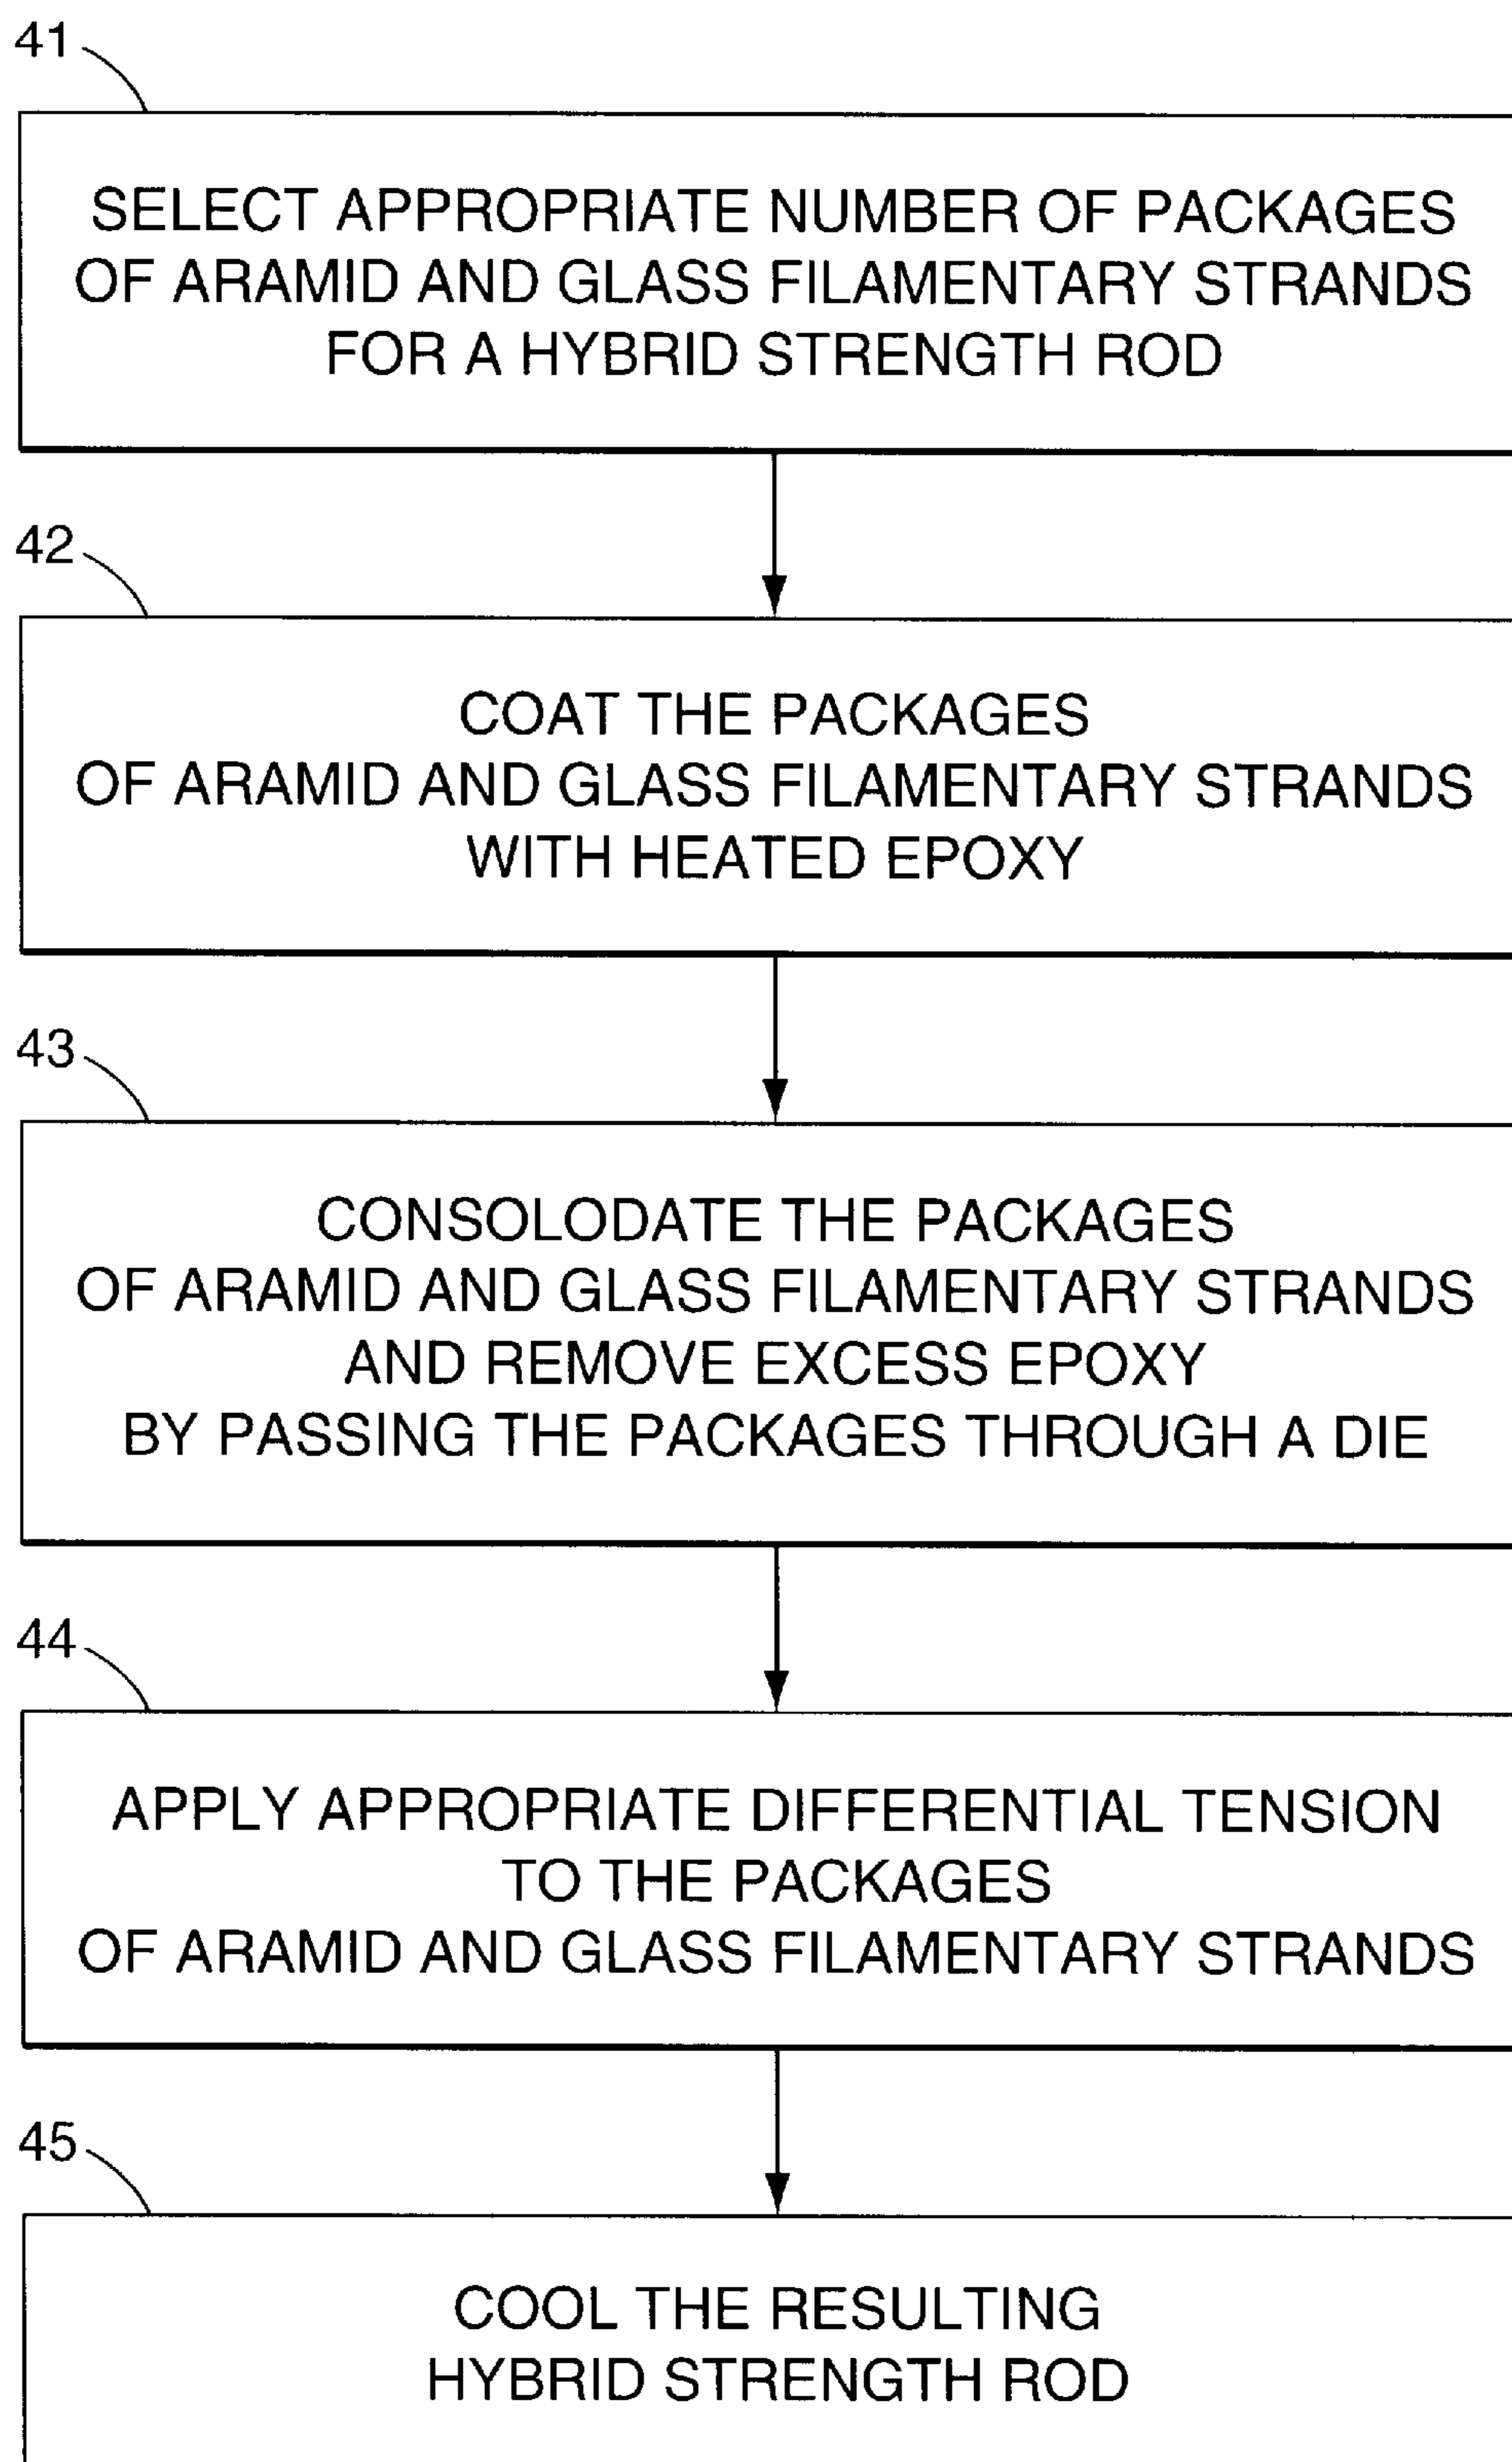 41
SELECT APPROPRIATE NUMBER OF PACKAGES
OF ARAMID AND GLASS FILAMENTARY STRANDS
FOR A HYBRID STRENGTH ROD
42
COAT THE PACKAGES
OF ARAMID AND GLASS FILAMENTARY STRANDS
WITH HEATED EPOXY
43
CONSOLODATE THE PACKAGES
OF ARAMID AND GLASS FILAMENTARY STRANDS
AND REMOVE EXCESS EPOXY
BY PASSING THE PACKAGES THROUGH A DIE
44
APPLY APPROPRIATE DIFFERENTIAL TENSION
TO THE PACKAGES
OF ARAMID AND GLASS FILAMENTARY STRANDS
45
COOL THE RESULTING
HYBRID STRENGTH ROD